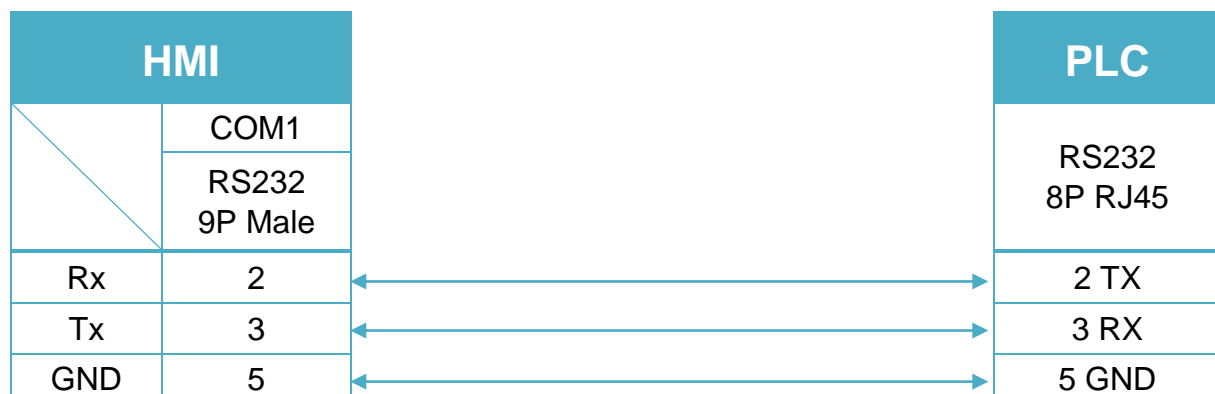 HMI PLC
COM1
RS232
9P Male
RS232
8P RJ45
Rx 2 2 TX
Tx 3 3 RX
GND 5 5 GND